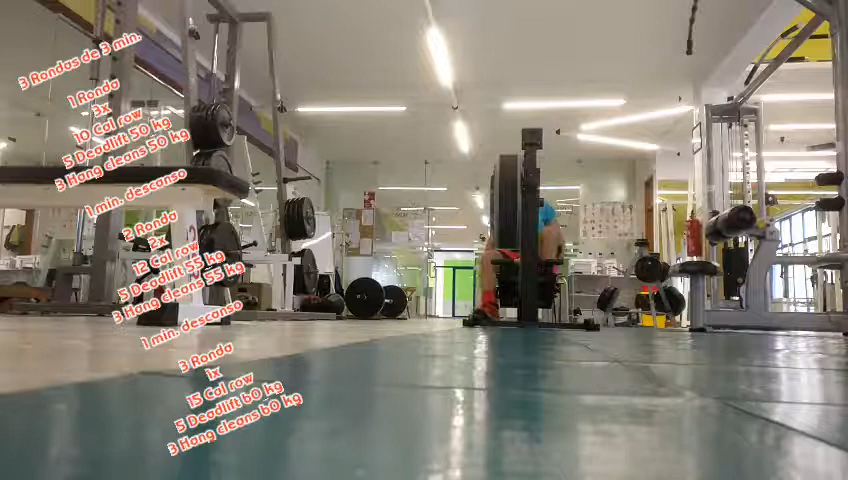 3 Rondas de 3 min.
1 Ronda
3x
10 Cal row
5 Deadlift 50 kg
3 Hang cleans 50 kg
1 min. descanso
2 Ronda
2x
12 Cal row
5 Deadlift 55 kg
3 Hang cleans 55 kg
1 min. descanso
3 Ronda
1x
15 Cal row
5 Deadlift 60 kg
3 Hang cleans 60 kg